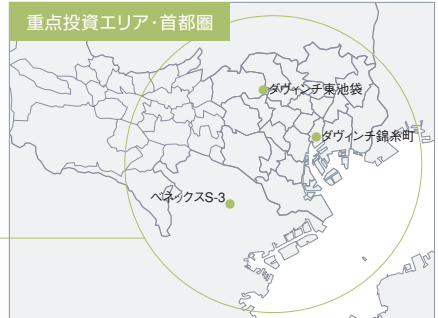 重点投資エリア・首都圏
ダヴィンチ東池袋
ダヴィンチ錦糸町
ベネックスS-3